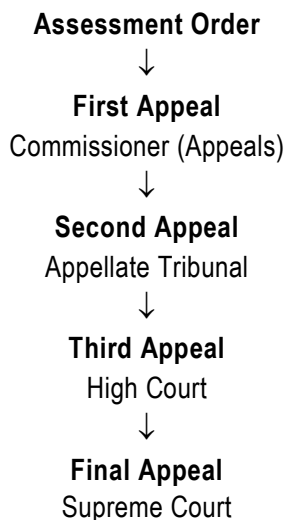 Assessment Order
↓
First Appeal
Commissioner (Appeals)
↓
Second Appeal
Appellate Tribunal
↓
Third Appeal
High Court
↓
Final Appeal
Supreme Court